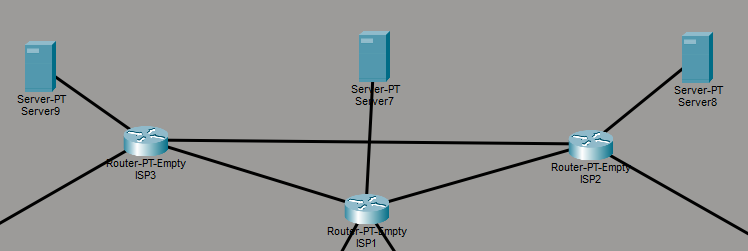 Server-PT
Server9
Server-PT
Server7
Server-PT
Server8
Router-PT-Empty
ISP3
Router-PT-Empty
ISP2
Router-PT-Empty
ISP1